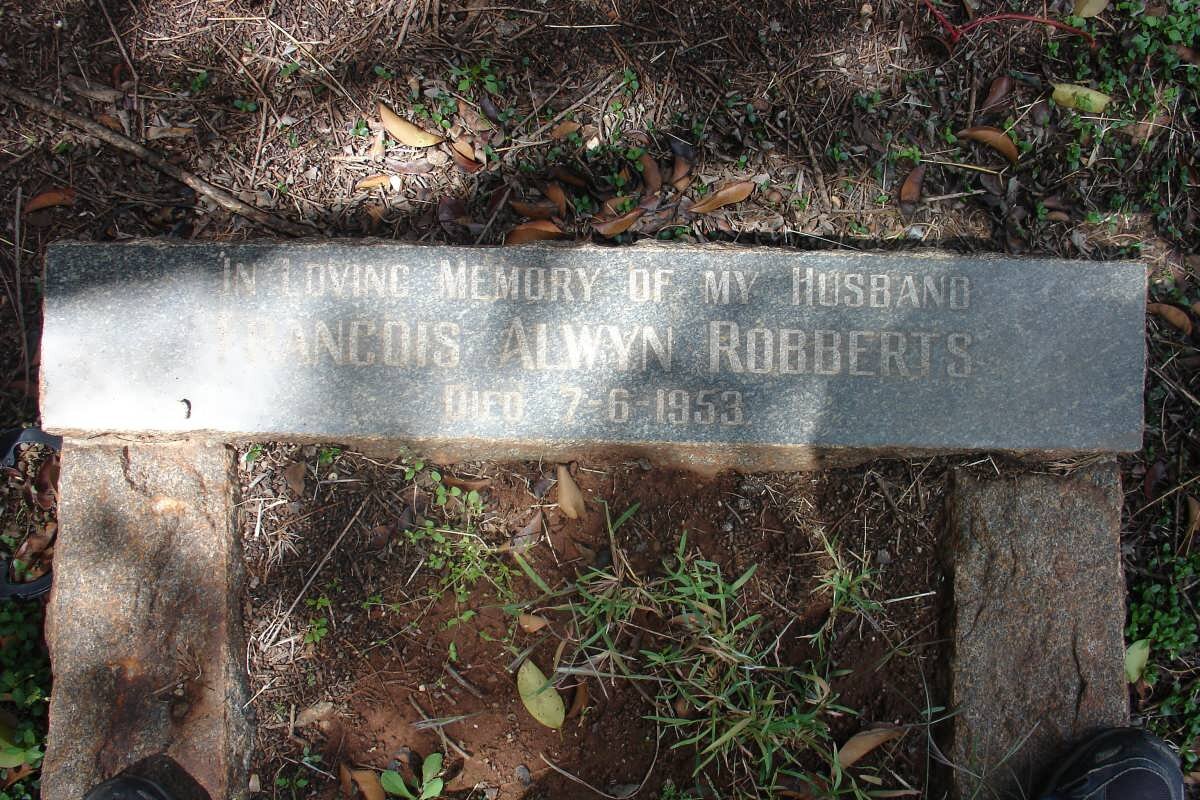 In Loving Memory of my Husband
Francois Alwyn Robberts
Died 7-6-1953